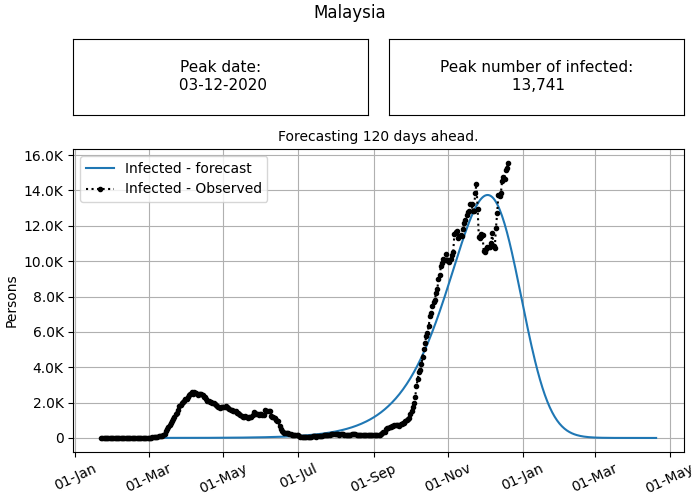 Malaysia
Peak date:
03-12-2020
Peak number of infected:
13,741
Forecasting 120 days ahead.
Infected - forecast
Infected - Observed
Persons
16.0K
14.0K
12.0K
10.0K
8.0K
6.0K
4.0K
2.0K
0
01-Jan
01-Mar
01-May
01-Jul
01-Sep
01-Nov
01-Jan
01-Mar
01-May